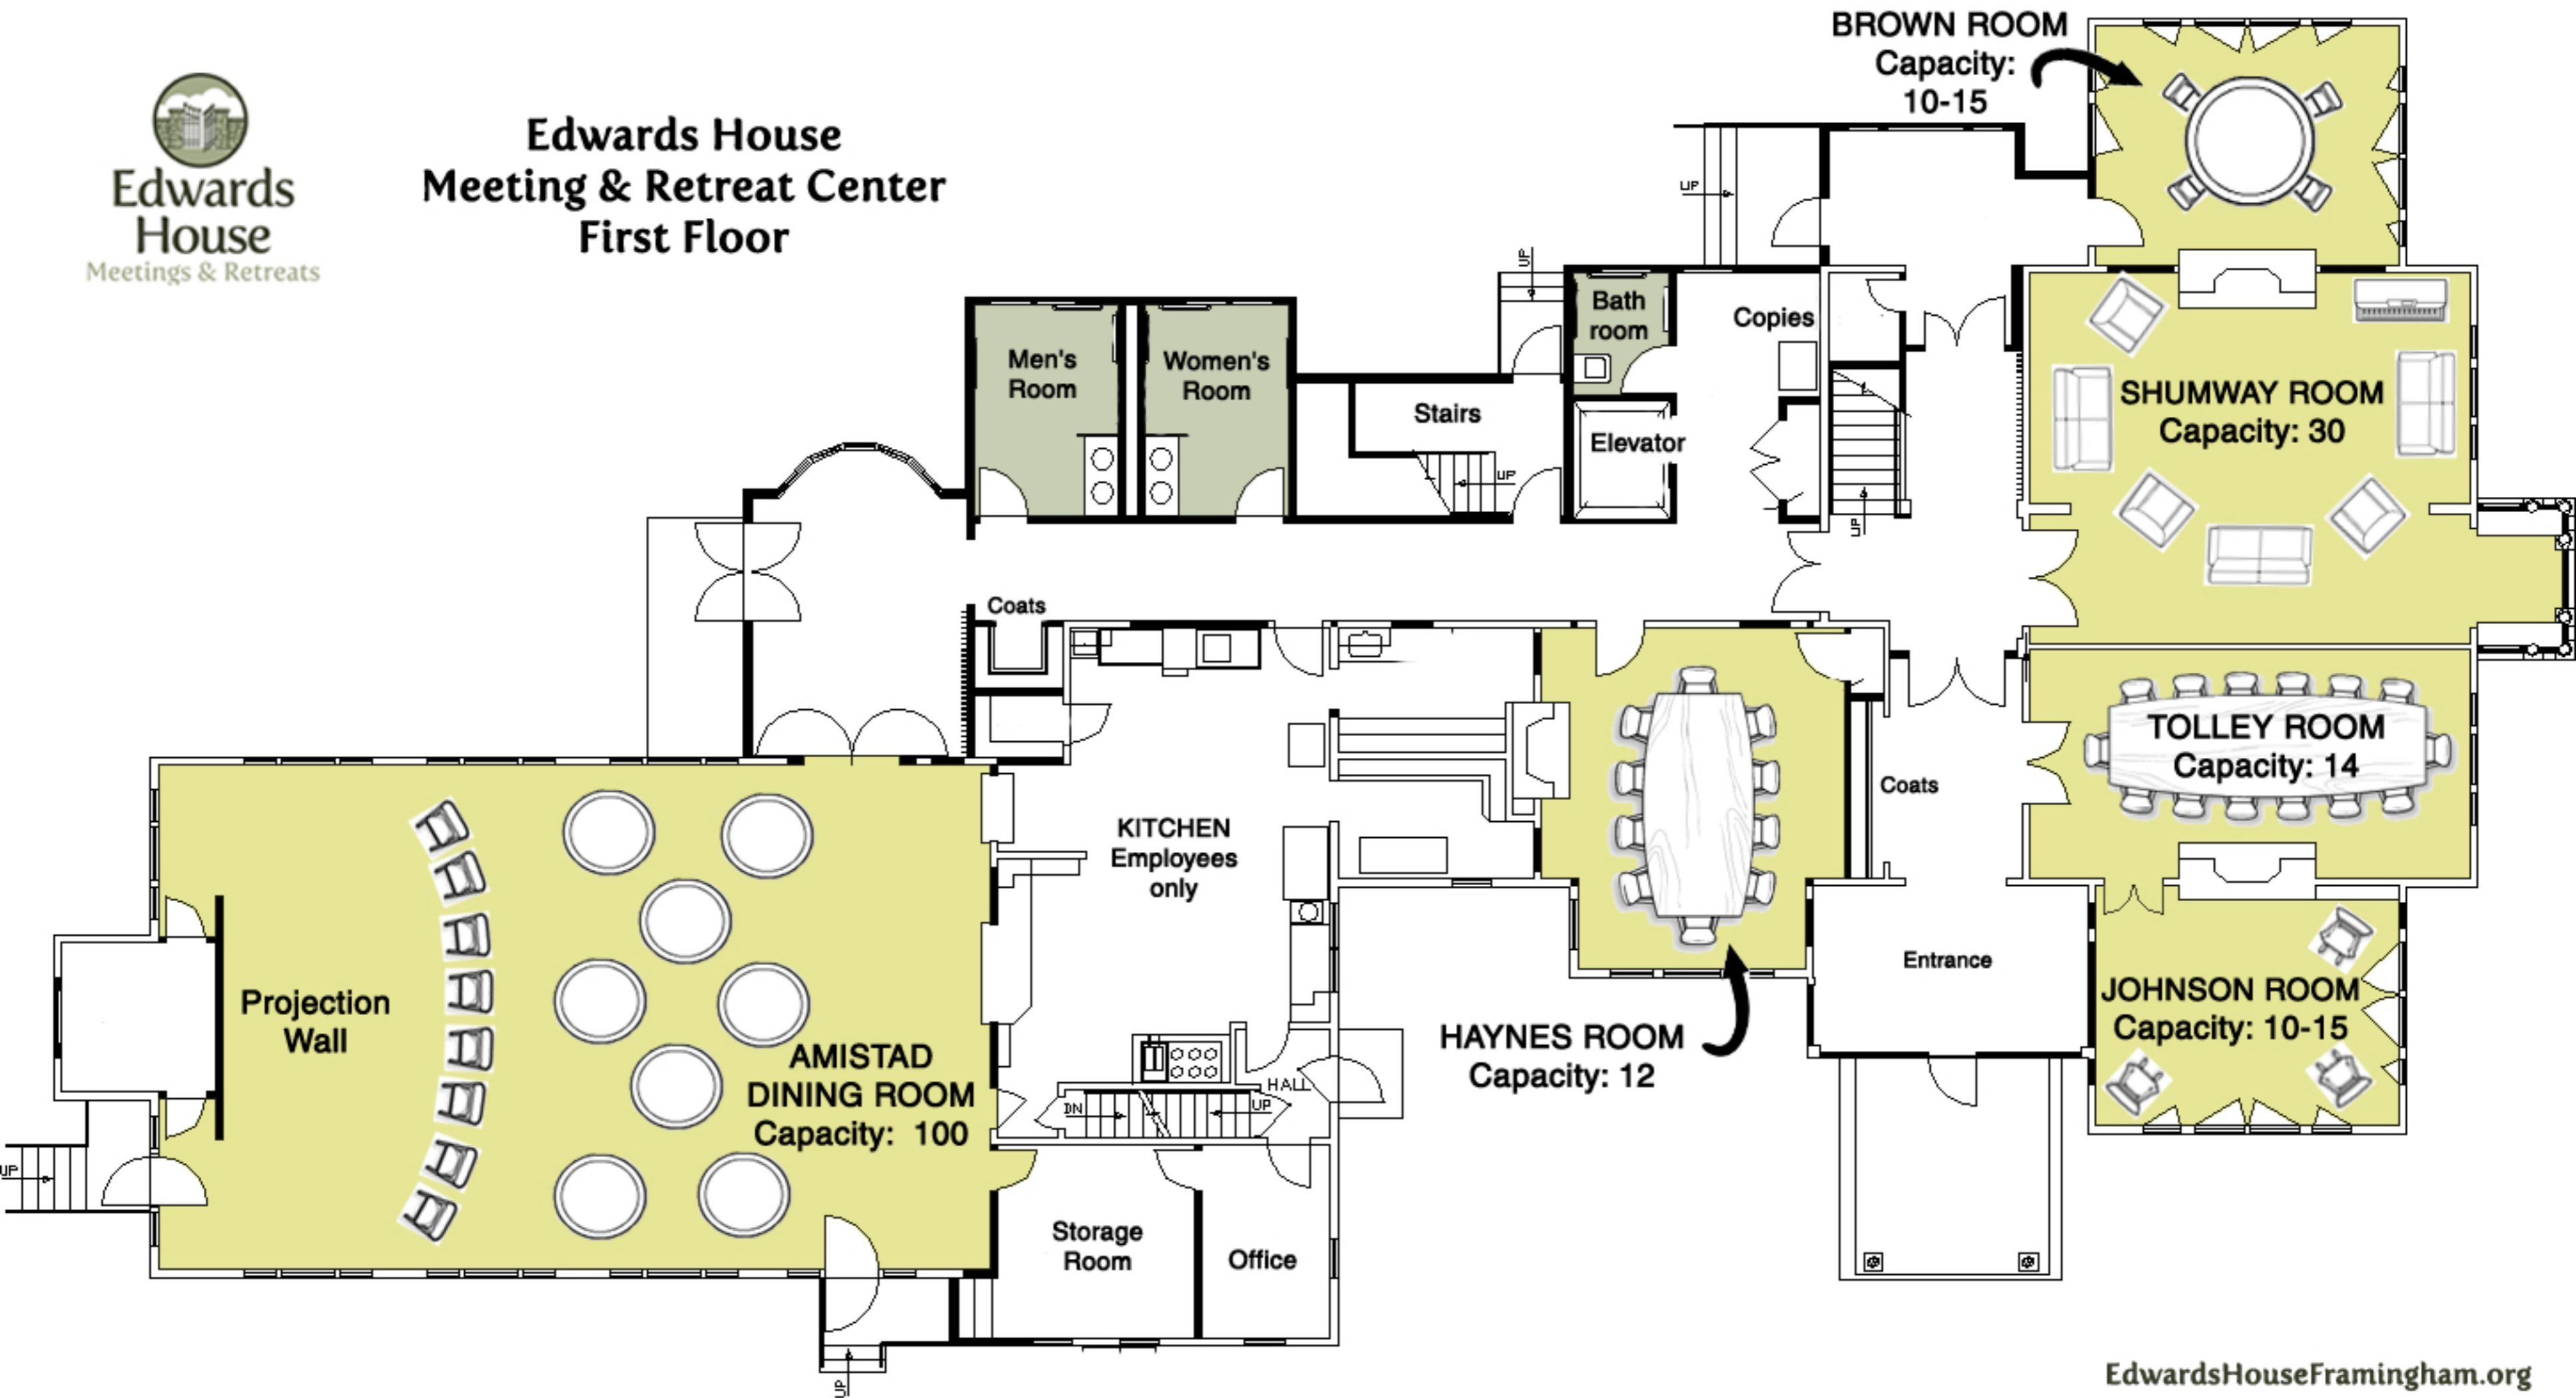 Edwards
House
Meetings & Retreats
Edwards House
Meeting & Retreat Center
First Floor
BROWN ROOM
Capacity:
10-15
UP
UP
Men's
Room
Women's
Room
Bath
room
Copies
Stairs
UP
Elevator
UP
SHUMWAY ROOM
Capacity: 30
Coats
TOLLEY ROOM
Capacity: 14
Coats
KITCHEN
Employees
only
Entrance
Projection
Wall
AMISTAD
DINING ROOM
Capacity: 100
HAYNES ROOM
Capacity: 12
JOHNSON ROOM
Capacity: 10-15
HALL
DN
UP
UP
Storage
Room
Office
UP
EdwardsHouseFramingham.org